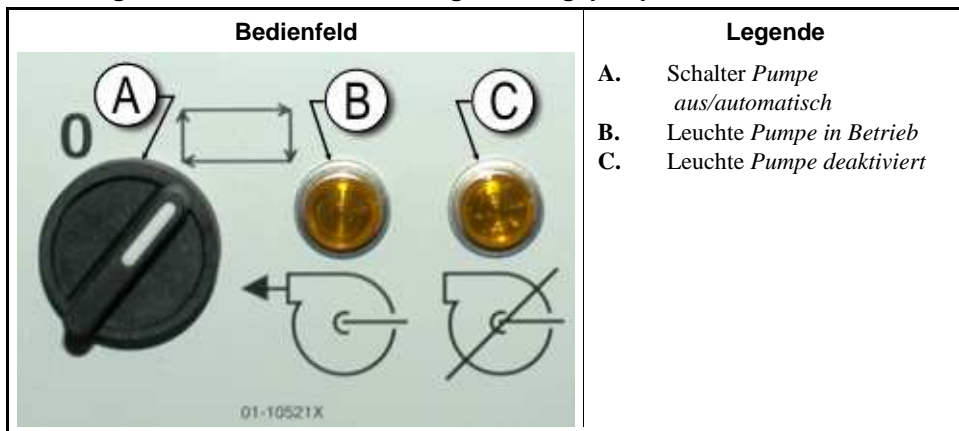 Bedienfeld
Legende
A
B
C
0
01-10521X
A. Schalter Pumpe
aus/automatisch
B. Leuchte Pumpe in Betrieb
C. Leuchte Pumpe deaktiviert